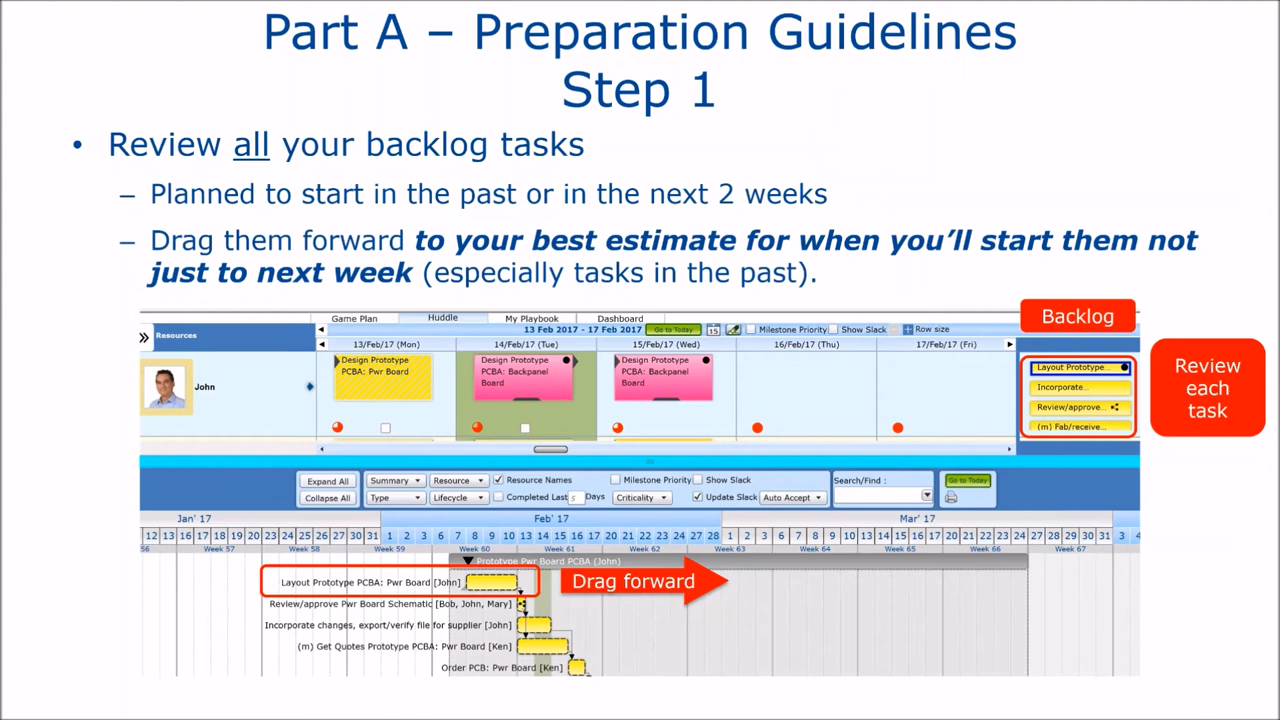 Part A – Preparation Guidelines
Step 1
• Review all your backlog tasks
– Planned to start in the past or in the next 2 weeks
– Drag them forward to your best estimate for when you’ll start them not
just to next week (especially tasks in the past).
Backlog
Review
each
task
Game Plan Huddle My Playbook Dashboard
Resources
13 Feb 2017 - 17 Feb 2017 Go to Today 15 Milestone Priority Show Slack Row size
13/Feb/17 (Mon) 14/Feb/17 (Tue) 15/Feb/17 (Wed) 16/Feb/17 (Thu) 17/Feb/17 (Fri)
John
Design Prototype
PCBA: Pwr Board
Design Prototype
PCBA: Backpanel
Board
Design Prototype
PCBA: Backpanel
Board
Layout Prototype...
Incorporate...
Review/approve...
(m) Fab/receive...
Expand All Summary Resource Resource Names Milestone Priority Show Slack Search/Find : Go to Today
Collapse All Type Lifecycle Completed Last 5 Days Criticality Update Slack Auto Accept
Jan' 17 Feb' 17 Mar' 17
12 13 16 17 18 19 20 23 24 25 26 27 30 31 1 2 3 6 7 8 9 10 13 14 15 16 17 20 21 22 23 24 27 28 1 2 3 6 7 8 9 10 13 14 15 16 17 20 21 22 23 24 27 28 29 30 31 3 4
56 Week 57 Week 58 Week 59 Week 60 Week 61 Week 62 Week 63 Week 64 Week 65 Week 66 Week 67
Prototype Pwr Board PCBA (John)
Layout Prototype PCBA: Pwr Board [John]
Drag forward
Review/approve Pwr Board Schematic [Bob, John, Mary]
Incorporate changes, export/verify file for supplier [John]
(m) Get Quotes Prototype PCBA: Pwr Board [Ken]
Order PCB: Pwr Board [Ken]